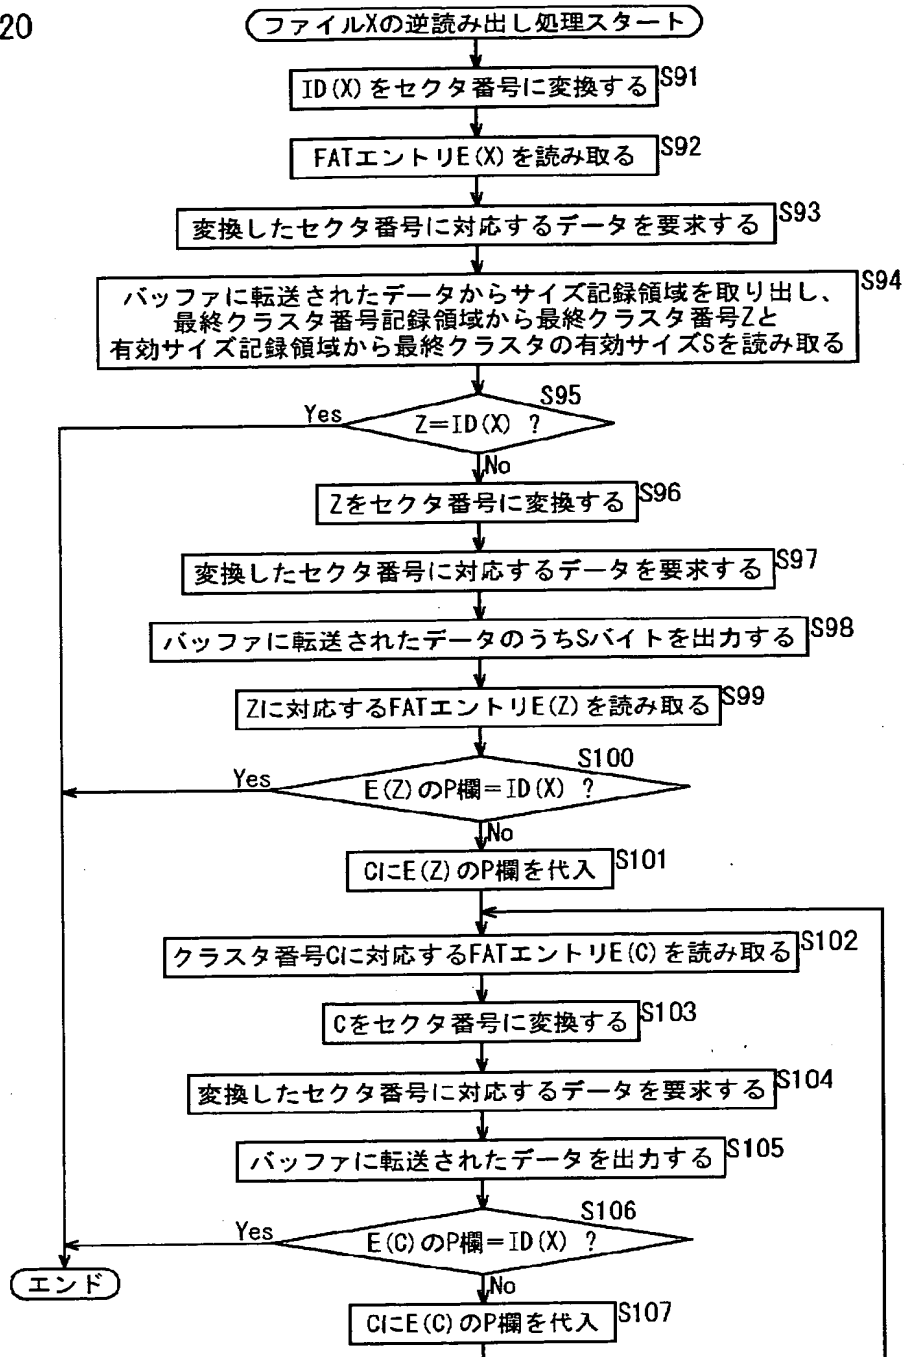 20
ファイルXの逆読み出し処理スタート
ID(X)をセクタ番号に変換する
S91
FATエントリE(X)を読み取る
S92
変換したセクタ番号に対応するデータを要求する
S93
バッファに転送されたデータからサイズ記録領域を取り出し、
最終クラスタ番号記録領域から最終クラスタ番号Zと
有効サイズ記録領域から最終クラスタの有効サイズSを読み取る
S94
Z=ID(X) ?
S95
Yes
No
Zをセクタ番号に変換する
S96
変換したセクタ番号に対応するデータを要求する
S97
バッファに転送されたデータのうちSバイトを出力する
S98
Zに対応するFATエントリE(Z)を読み取る
S99
E(Z)のP欄=ID(X) ?
S100
Yes
No
CにE(Z)のP欄を代入
S101
クラスタ番号Cに対応するFATエントリE(C)を読み取る
S102
Cをセクタ番号に変換する
S103
変換したセクタ番号に対応するデータを要求する
S104
バッファに転送されたデータを出力する
S105
E(C)のP欄=ID(X) ?
S106
Yes
エンド
No
CにE(C)のP欄を代入
S107